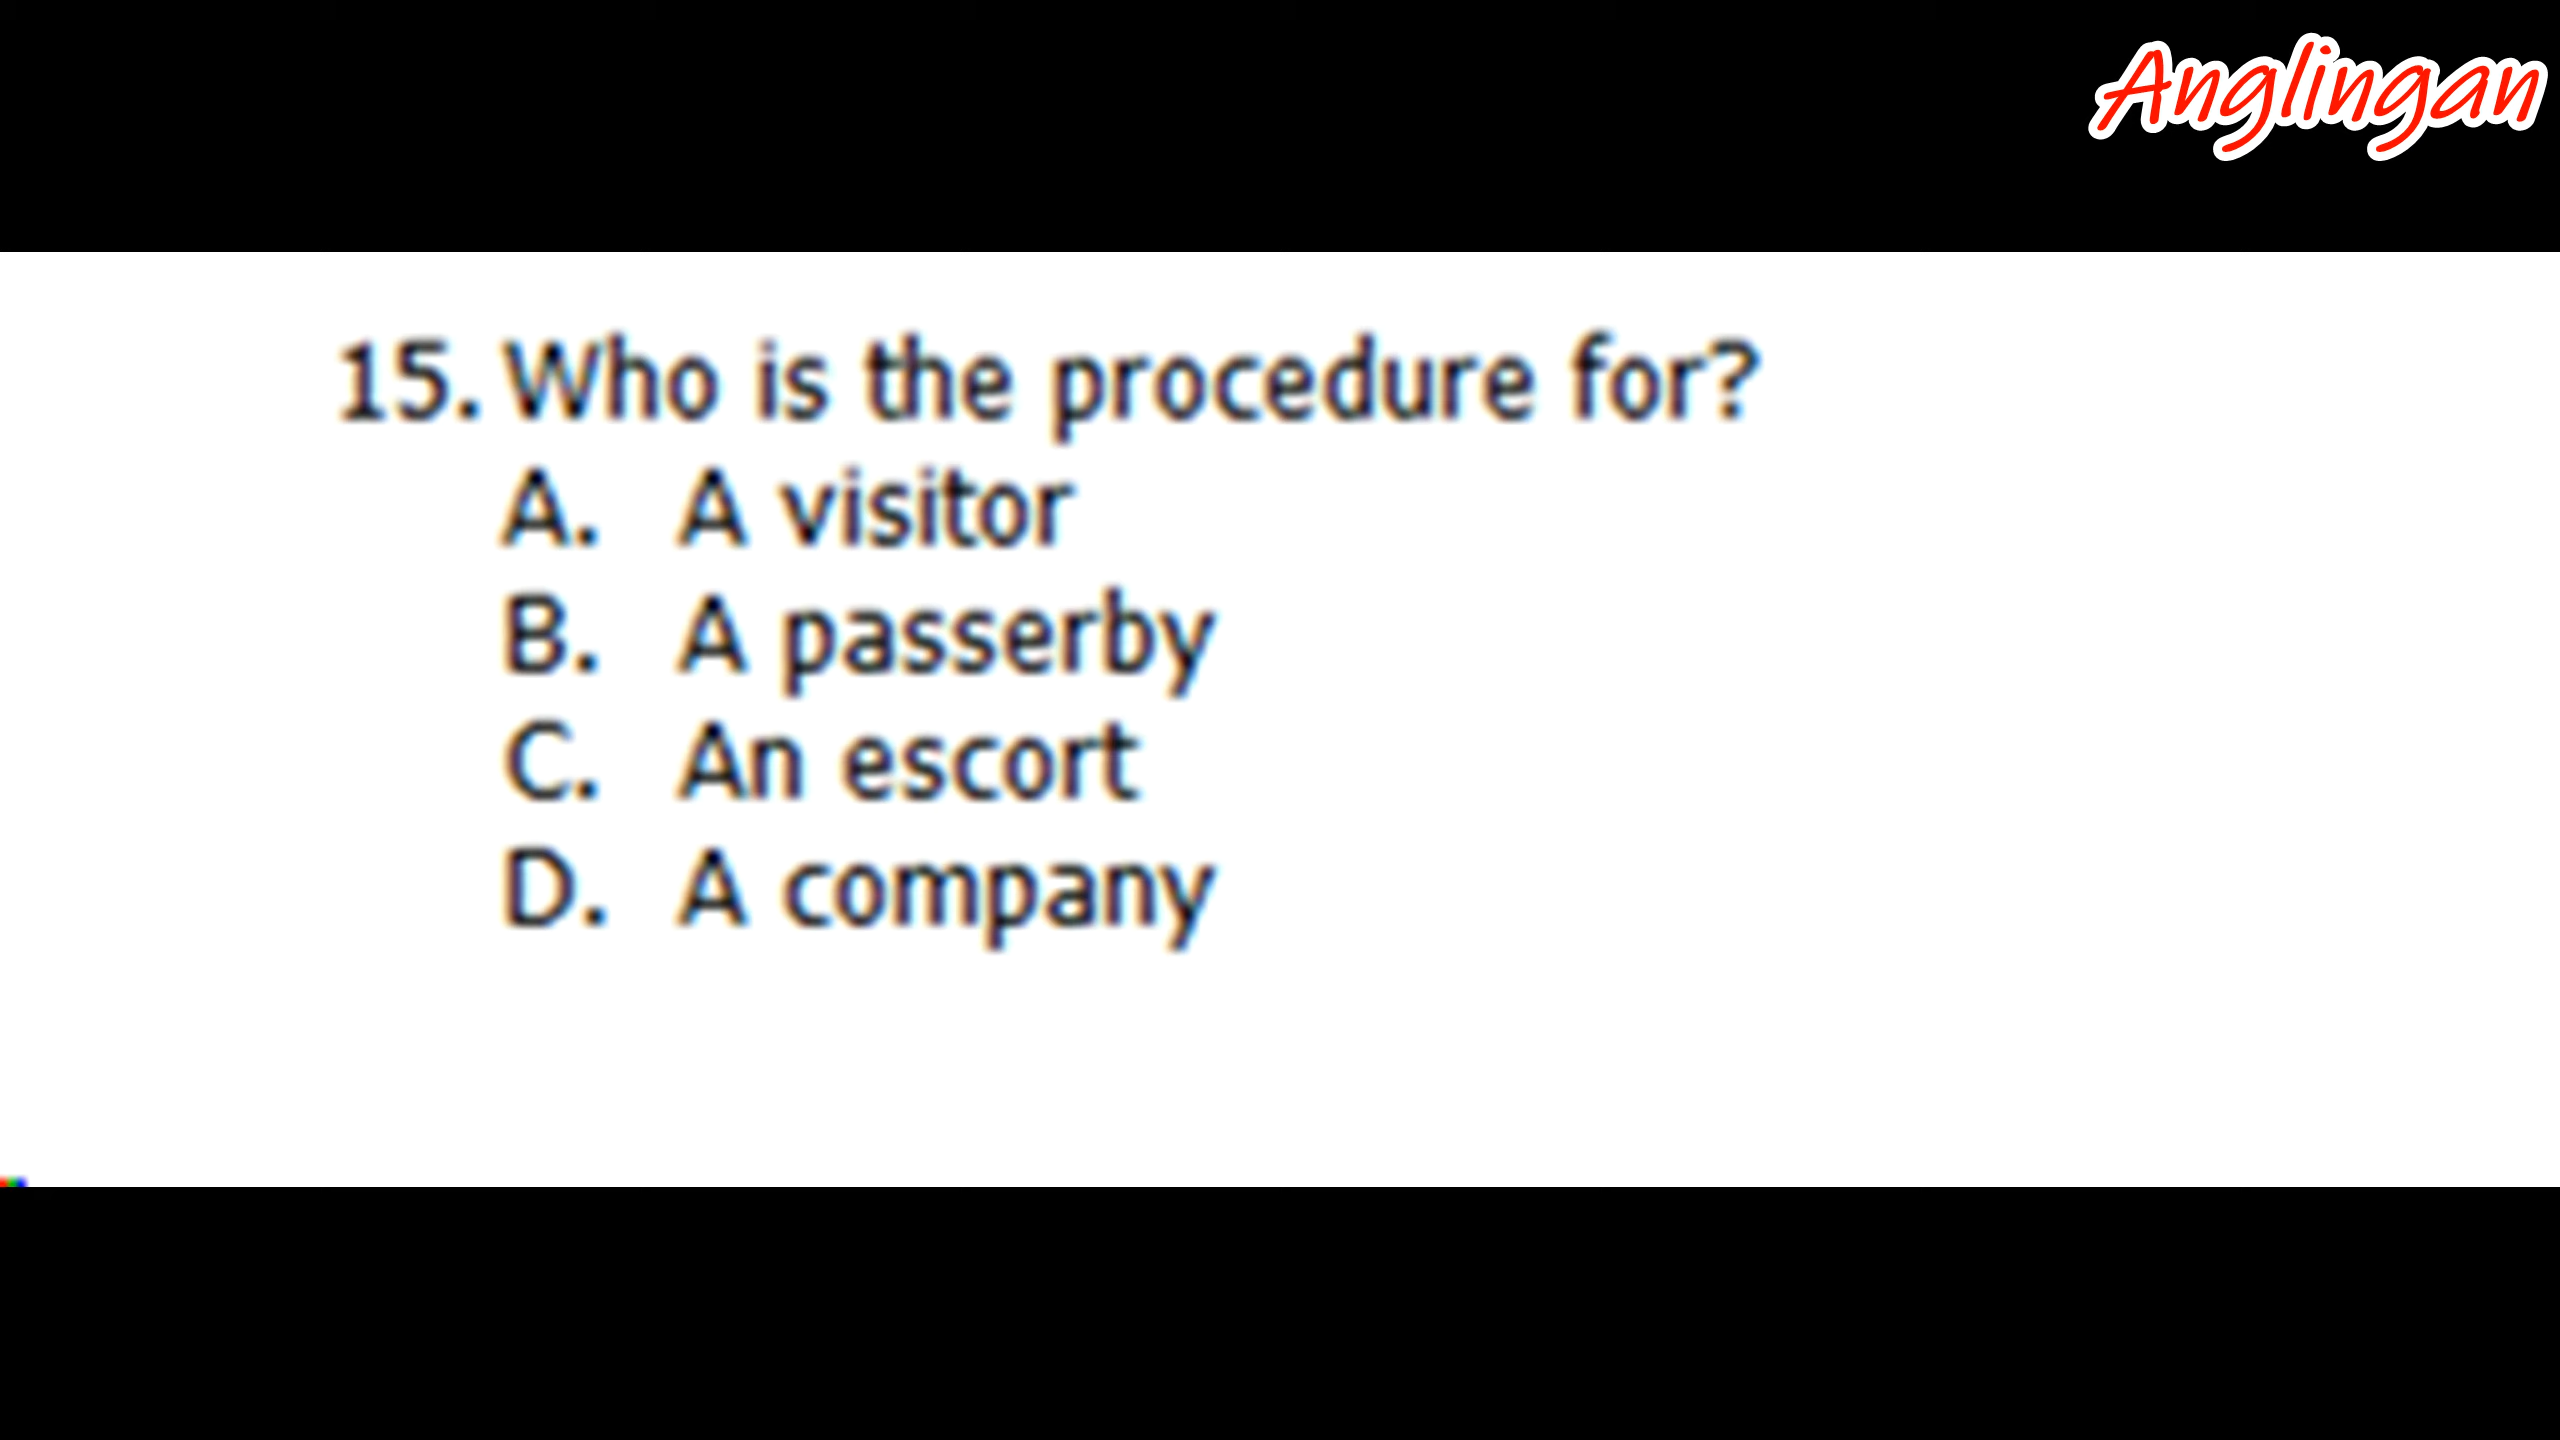 Anglingan
15. Who is the procedure for?
A. A visitor
B. A passerby
C. An escort
D. A company